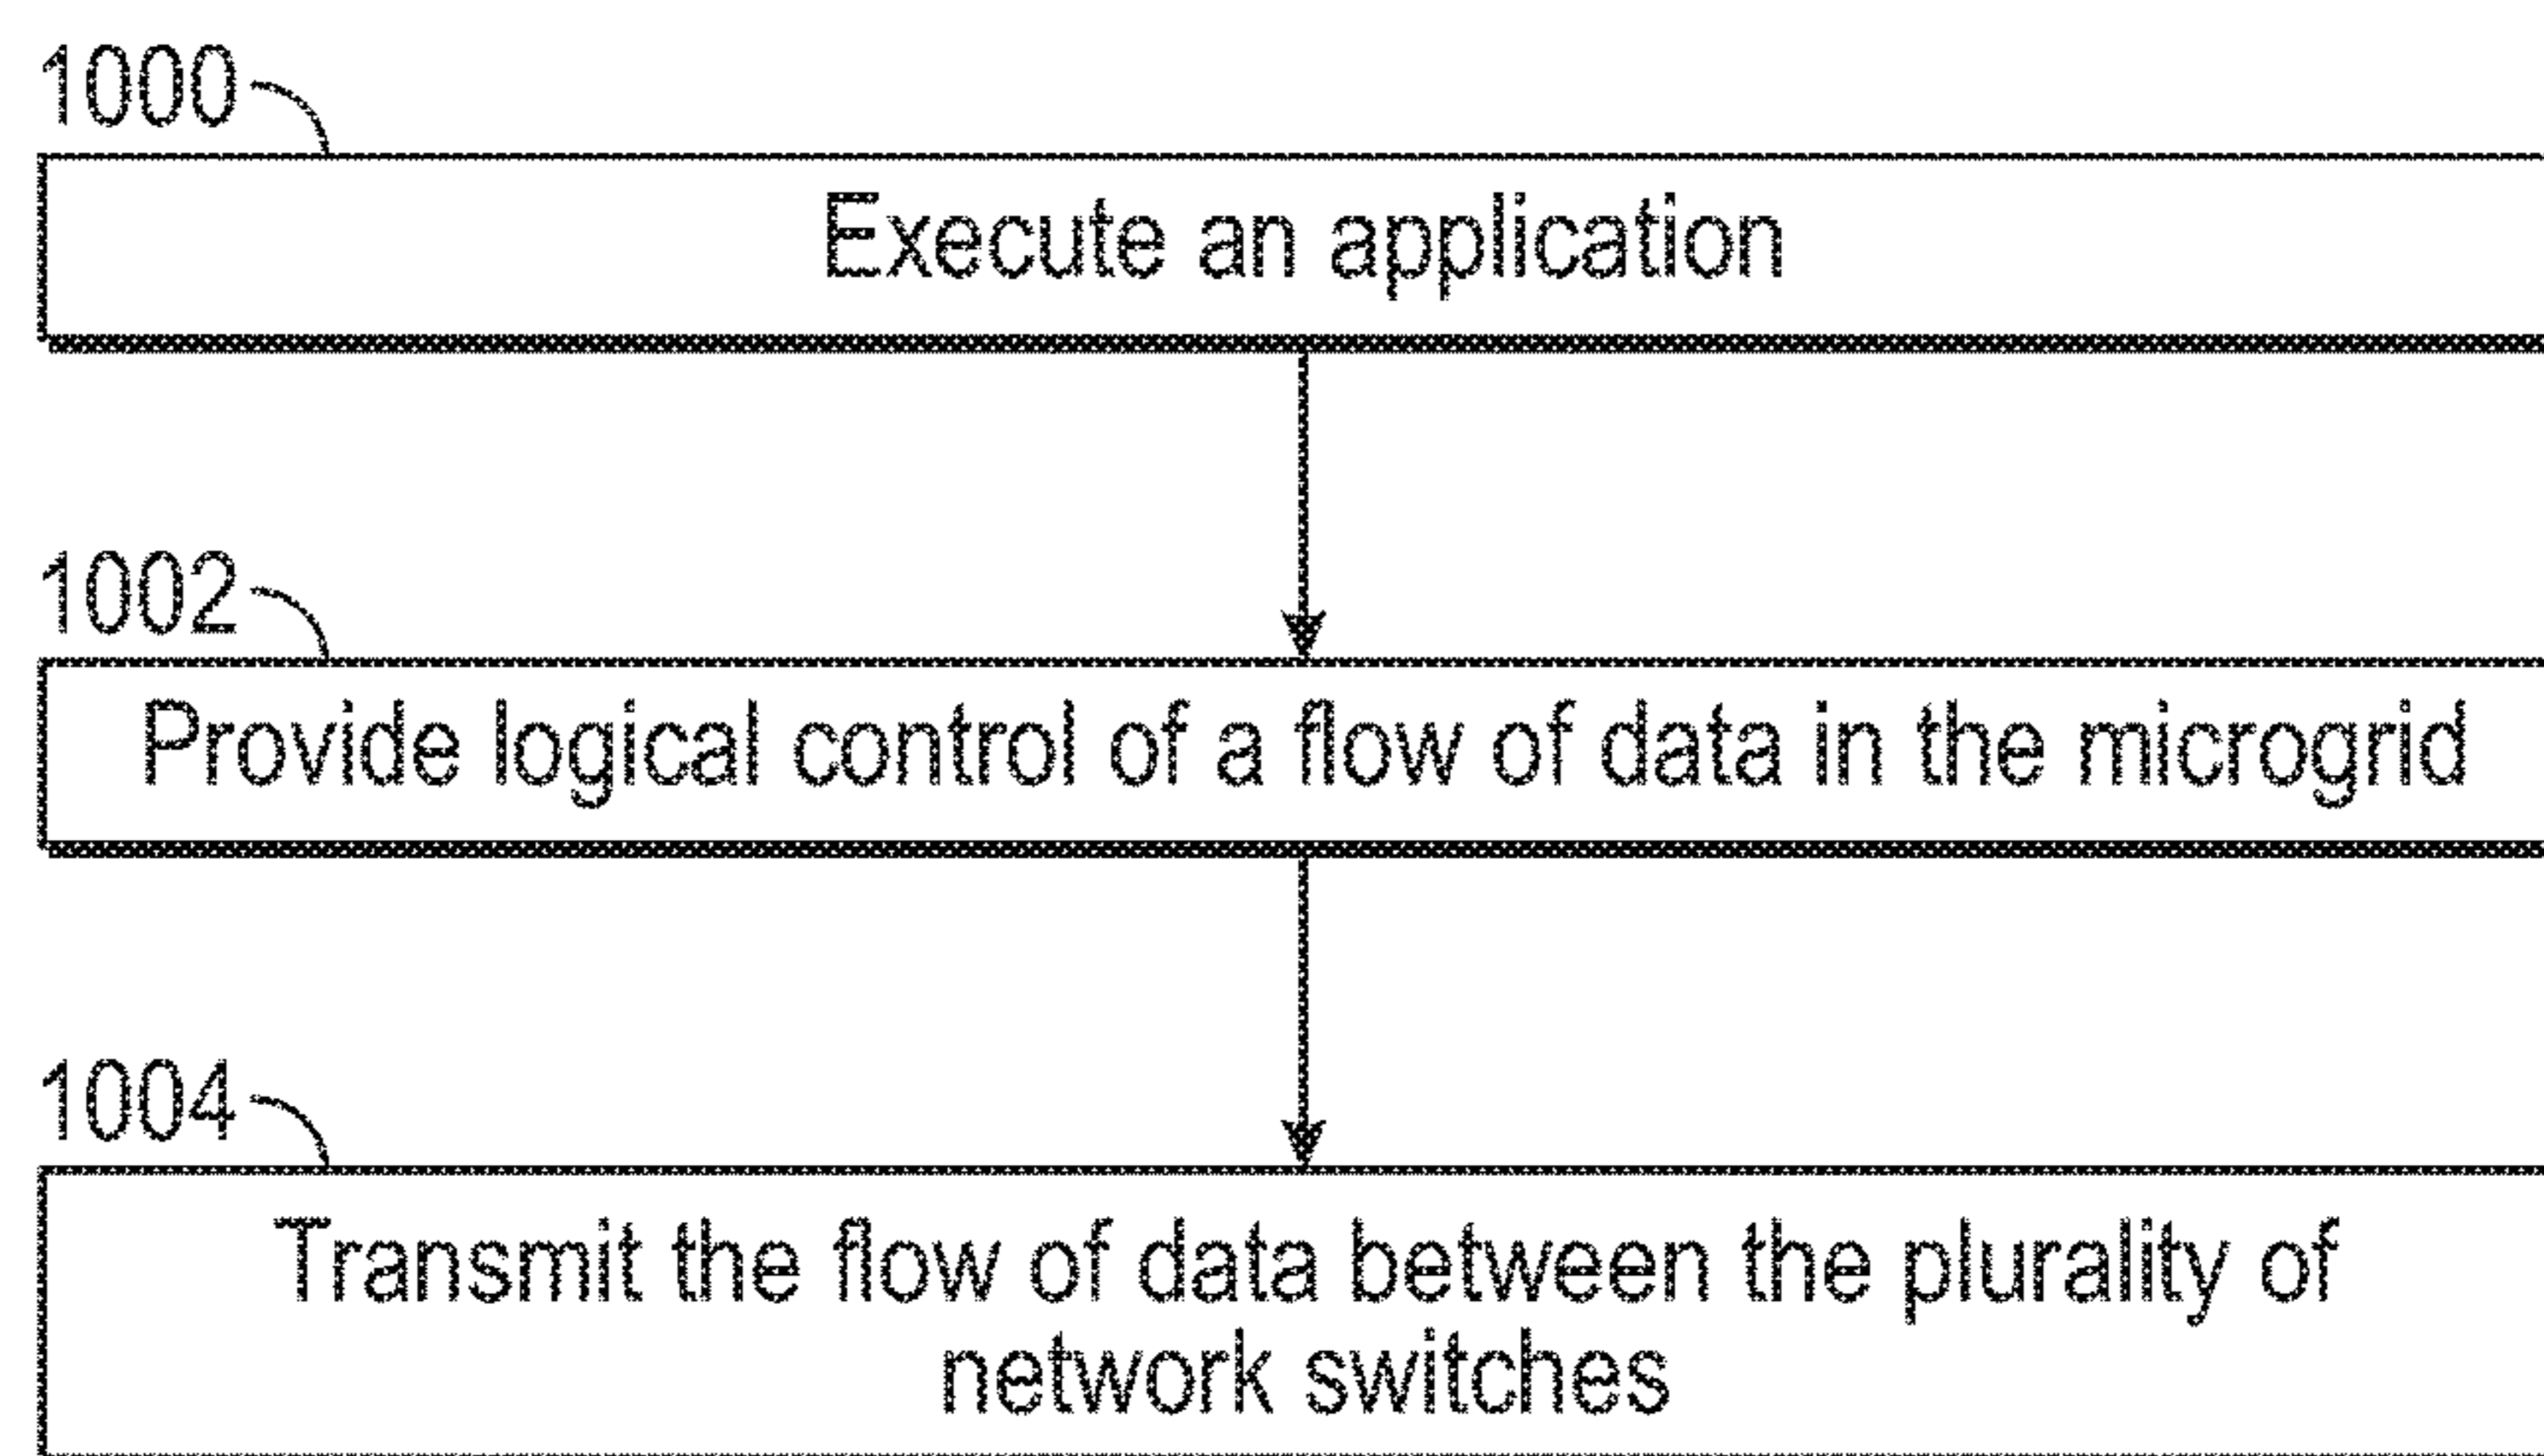 1000
Execute an application
1002
Provide logical control of a flow of data in the microgrid
1004
Transmit the flow of data between the plurality of
network switches